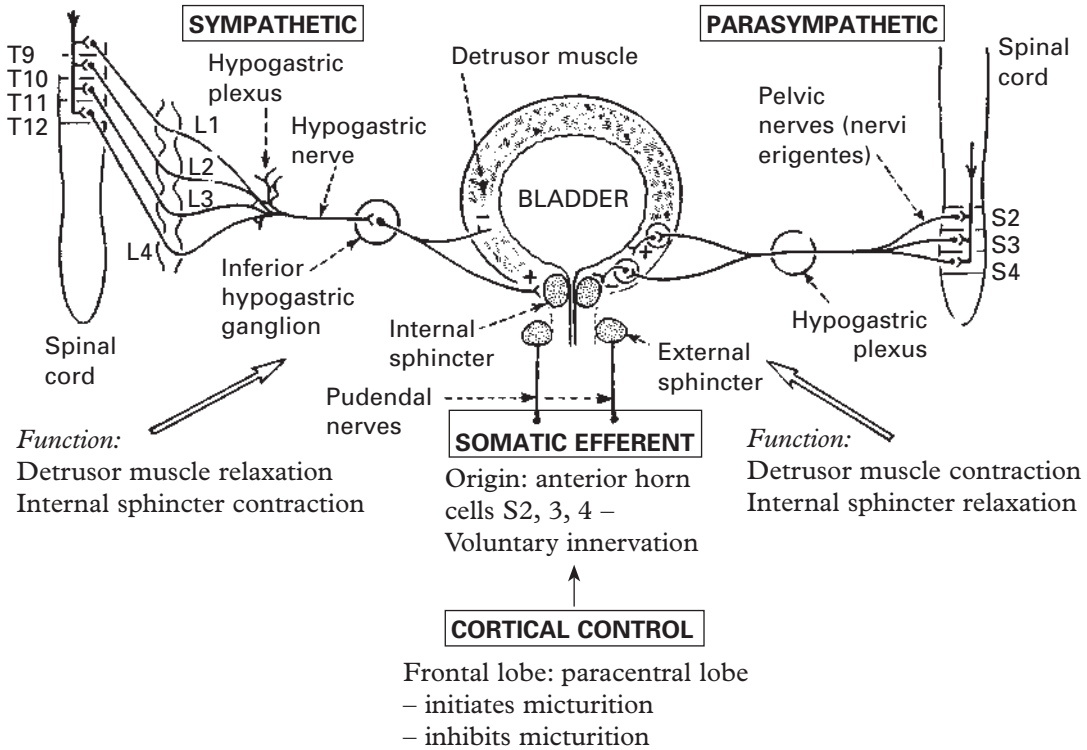 SYMPATHETIC
PARASYMPATHETIC
T9
T10
T11
T12
Hypogastric
plexus
L1
L2
L3
L4
Hypogastric
nerve
Detrusor muscle
BLADDER
Pelvic
nerves (nervi
erigentes)
Spinal
cord
S2
S3
S4
Inferior
hypogastric
ganglion
Internal
sphincter
External
sphincter
Hypogastric
plexus
Spinal
cord
Pudendal
nerves
+
+
–
Function:
Detrusor muscle relaxation
Internal sphincter contraction
SOMATIC EFFERENT
Origin: anterior horn
cells S2, 3, 4 –
Voluntary innervation
Function:
Detrusor muscle contraction
Internal sphincter relaxation
CORTICAL CONTROL
Frontal lobe: paracentral lobe
– initiates micturition
– inhibits micturition